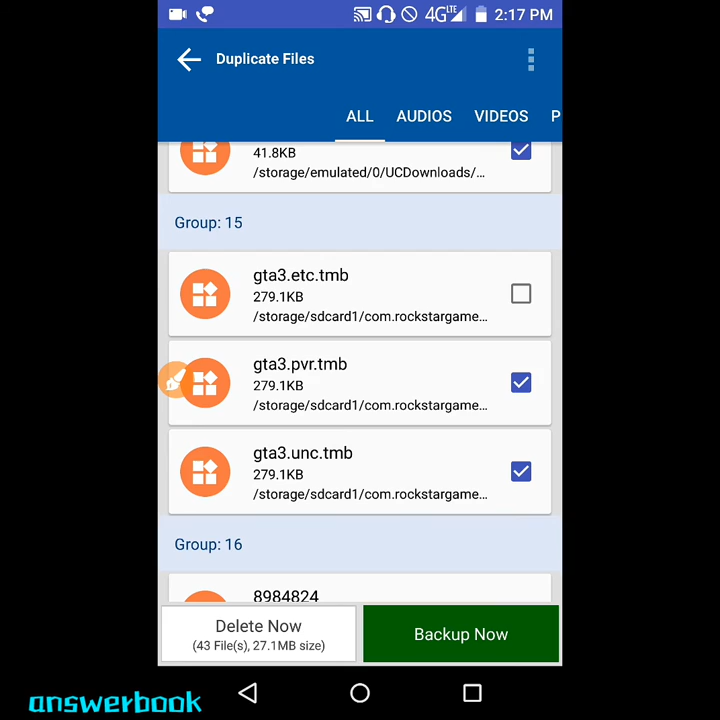 4G LTE 2:17 PM
Duplicate Files
ALL AUDIOS VIDEOS P
41.8KB
/storage/emulated/0/UCDownloads/...
Group: 15
gta3.etc.tmb
279.1KB
/storage/sdcard1/com.rockstargame...
gta3.pvr.tmb
279.1KB
/storage/sdcard1/com.rockstargame...
gta3.unc.tmb
279.1KB
/storage/sdcard1/com.rockstargame...
Group: 16
8984824
Delete Now
(43 File(s), 27.1MB size)
Backup Now
answerbook